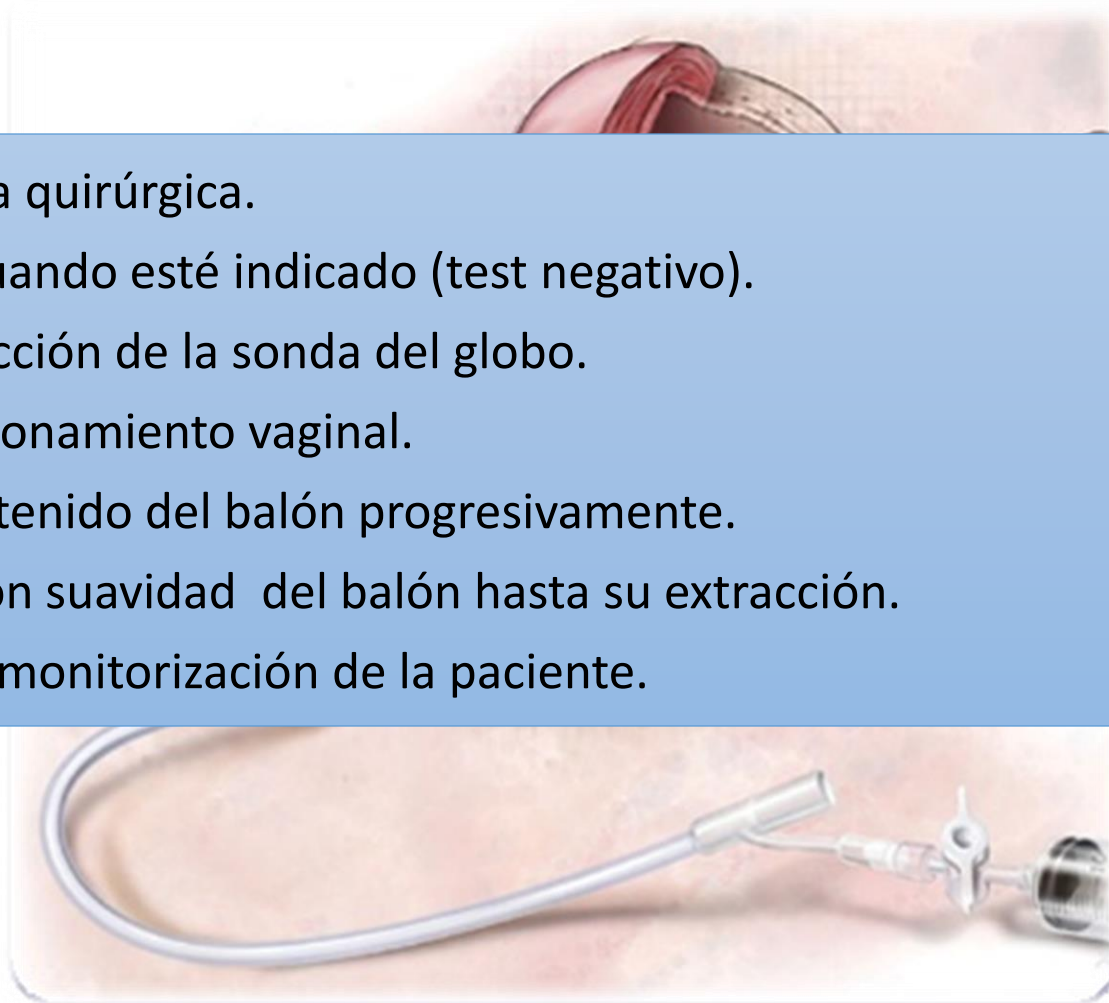 a quirúrgica.
uando esté indicado (test negativo).
cción de la sonda del globo.
onamiento vaginal.
tenido del balón progresivamente.
on suavidad  del balón hasta su extracción.
monitorización de la paciente.